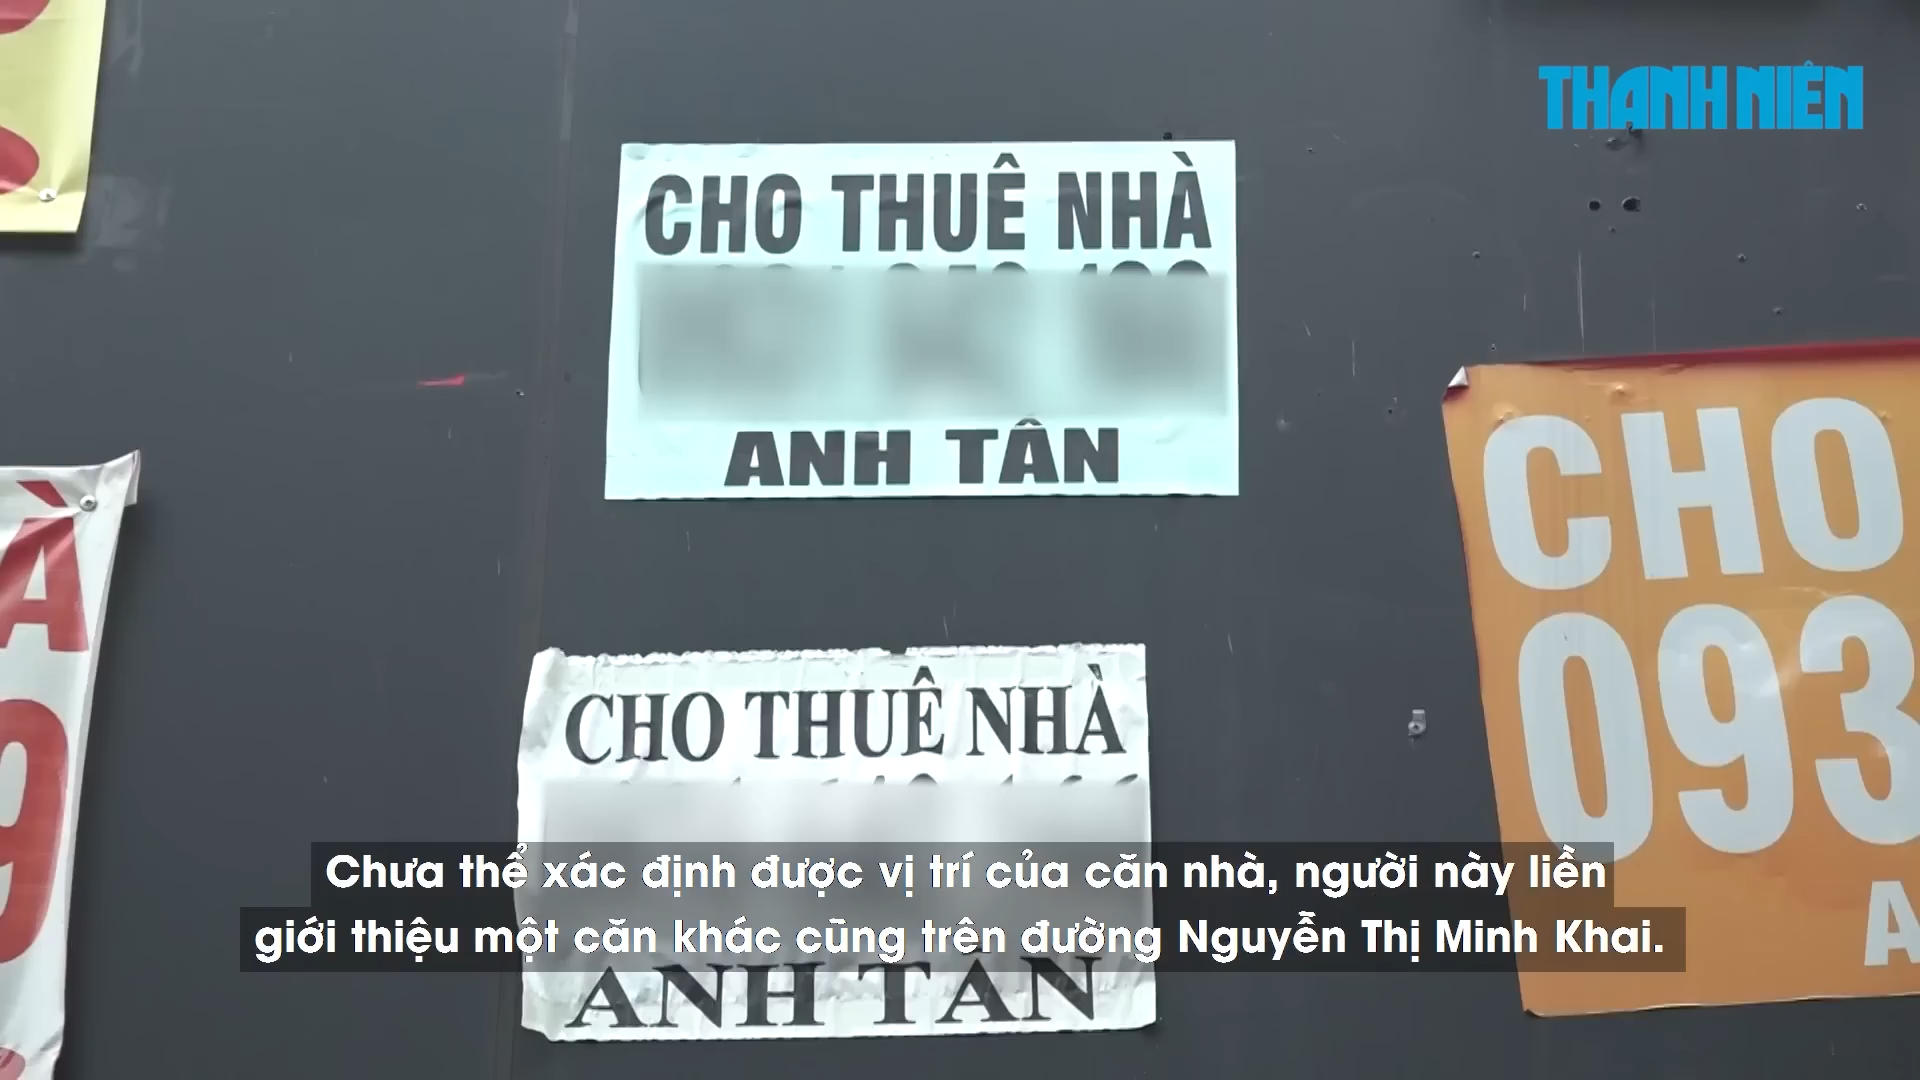 THANH NIÊN
CHO THUÊ NHÀ
ANH TÂN
CHO
093
A
À
9
CHO THUÊ NHÀ
ANH TÂN
Chưa thể xác định được vị trí của căn nhà, người này liền
giới thiệu một căn khác cũng trên đường Nguyễn Thị Minh Khai.